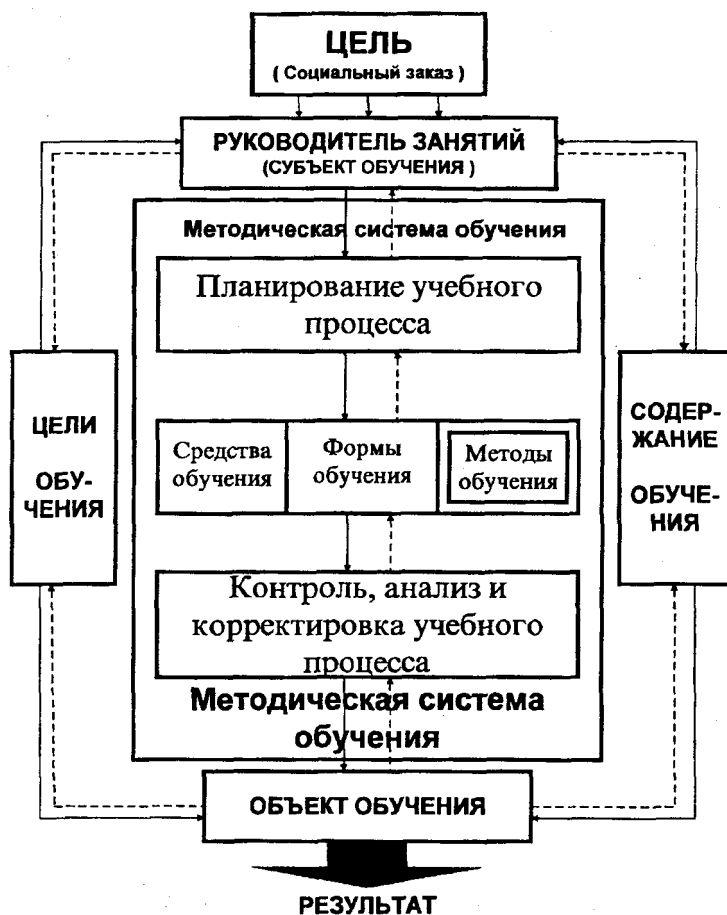 ЦЕЛЬ
( Социальный заказ )
РУКОВОДИТЕЛЬ ЗАНЯТИЙ
(СУБЪЕКТ ОБУЧЕНИЯ )
Методическая система обучения
Планирование учебного
процесса
ЦЕЛИ
ОБУ-
ЧЕНИЯ
Средства
обучения
Формы
обучения
Методы
обучения
СОДЕР-
ЖАНИЕ
ОБУЧЕ-
НИЯ
Контроль, анализ и
корректировка учебного
процесса
Методическая система
обучения
ОБЪЕКТ ОБУЧЕНИЯ
РЕЗУЛЬТАТ